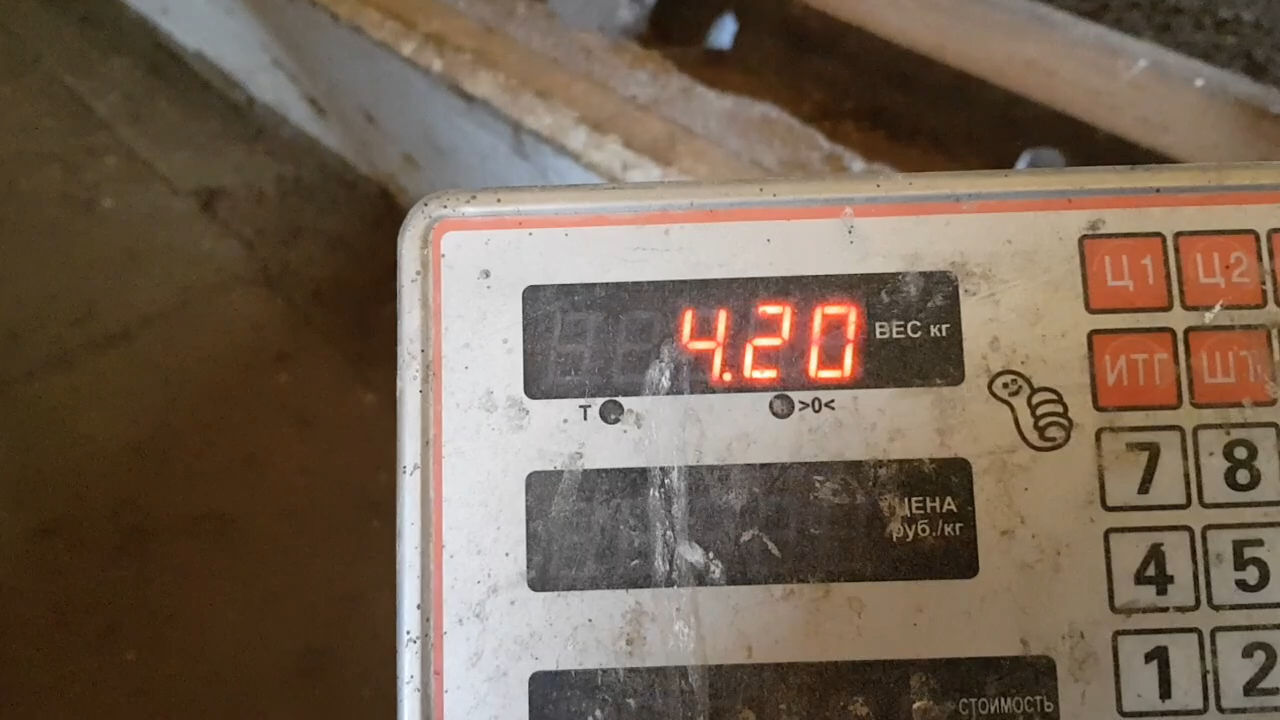 4.20 ВЕС кг
Т >0<
ЦЕНА
руб./кг
СТОИМОСТЬ
Ц1 Ц2
ИТГ ШТ
7 8
4 5
1 2